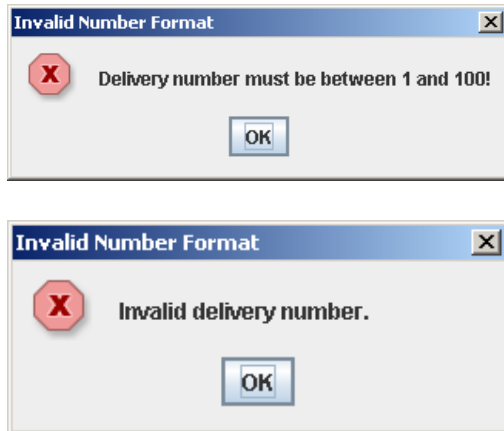 Invalid Number Format
Delivery number must be between 1 and 100!
OK
Invalid Number Format
Invalid delivery number.
OK